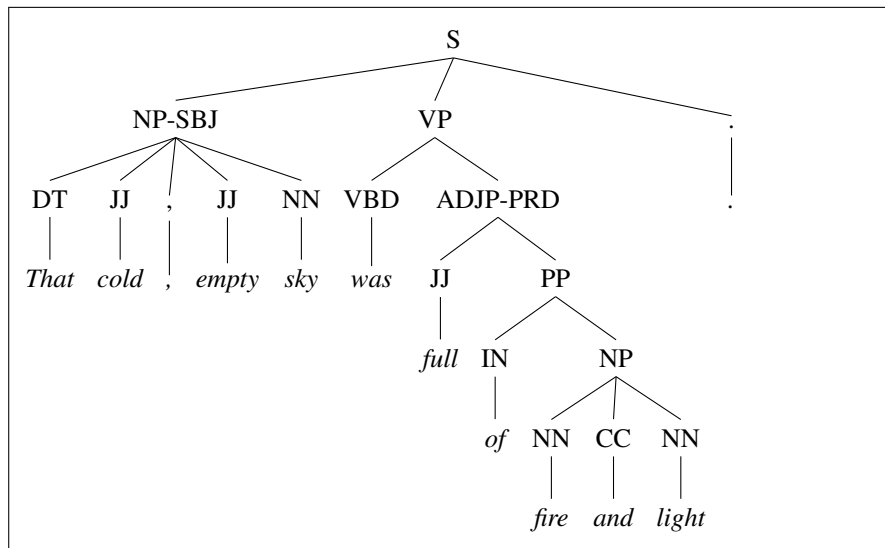 S
NP-SBJ VP .
DT JJ , JJ NN VBD ADJP-PRD .
That cold , empty sky was JJ PP
full IN NP
of NN CC NN
fire and light